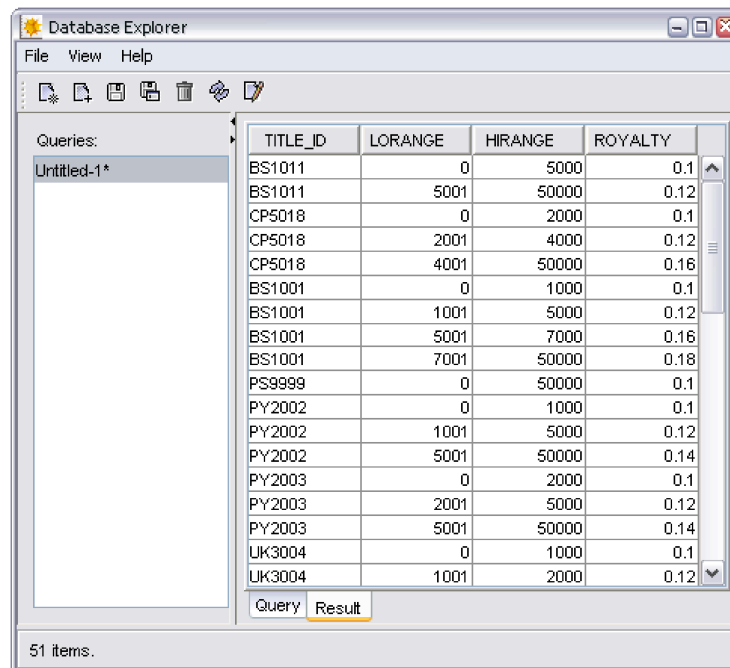 Database Explorer
File View Help
Queries:
Untitled-1*
TITLE_ID LORANGE HIRANGE ROYALTY
BS1011 0 5000 0.1
BS1011 5001 50000 0.12
CP5018 0 2000 0.1
CP5018 2001 4000 0.12
CP5018 4001 50000 0.16
BS1001 0 1000 0.1
BS1001 1001 5000 0.12
BS1001 5001 7000 0.16
BS1001 7001 50000 0.18
PS9999 0 50000 0.1
PY2002 0 1000 0.1
PY2002 1001 5000 0.12
PY2002 5001 50000 0.14
PY2003 0 2000 0.1
PY2003 2001 5000 0.12
PY2003 5001 50000 0.14
UK3004 0 1000 0.1
UK3004 1001 2000 0.12
Query Result
51 items.